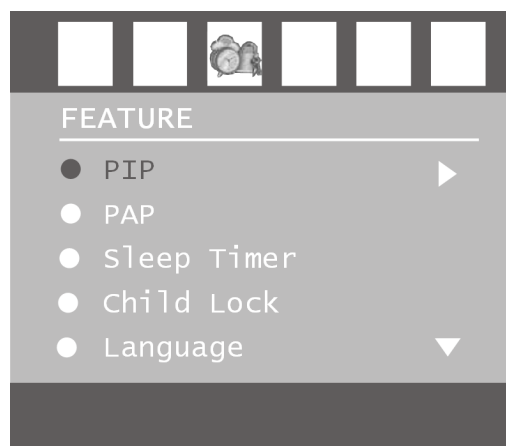 FEATURE
PIP
PAP
Sleep Timer
Child Lock
Language